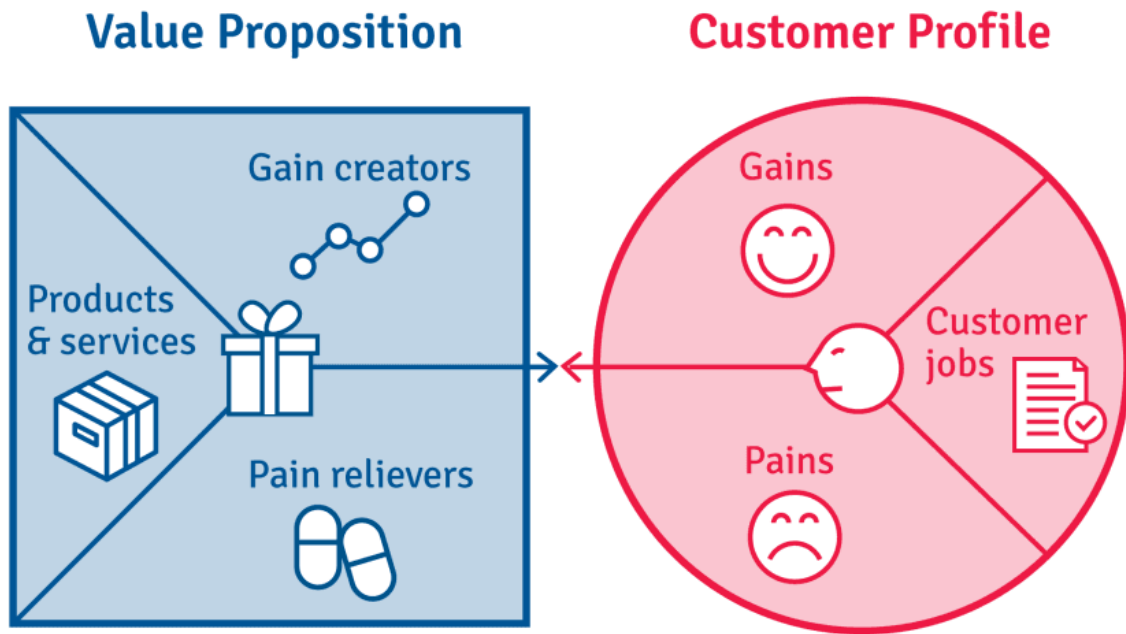 Value Proposition
Customer Profile
Gain creators
Products
& services
Pain relievers
Gains
Customer
jobs
Pains